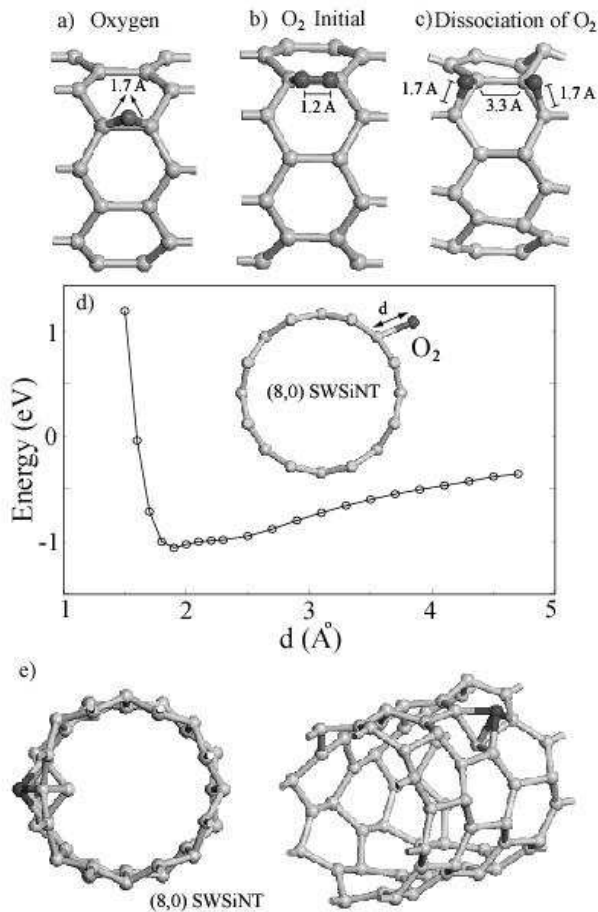 a) Oxygen
b) O₂ Initial
c) Dissociation of O₂
1.7 Å
1.2 Å
1.7 Å
3.3 Å
1.7 Å
d)
d
O₂
(8,0) SWSiNT
Energy (eV)
1
0
-1
1 2 3 4 5
d (Å)
e)
(8,0) SWSiNT